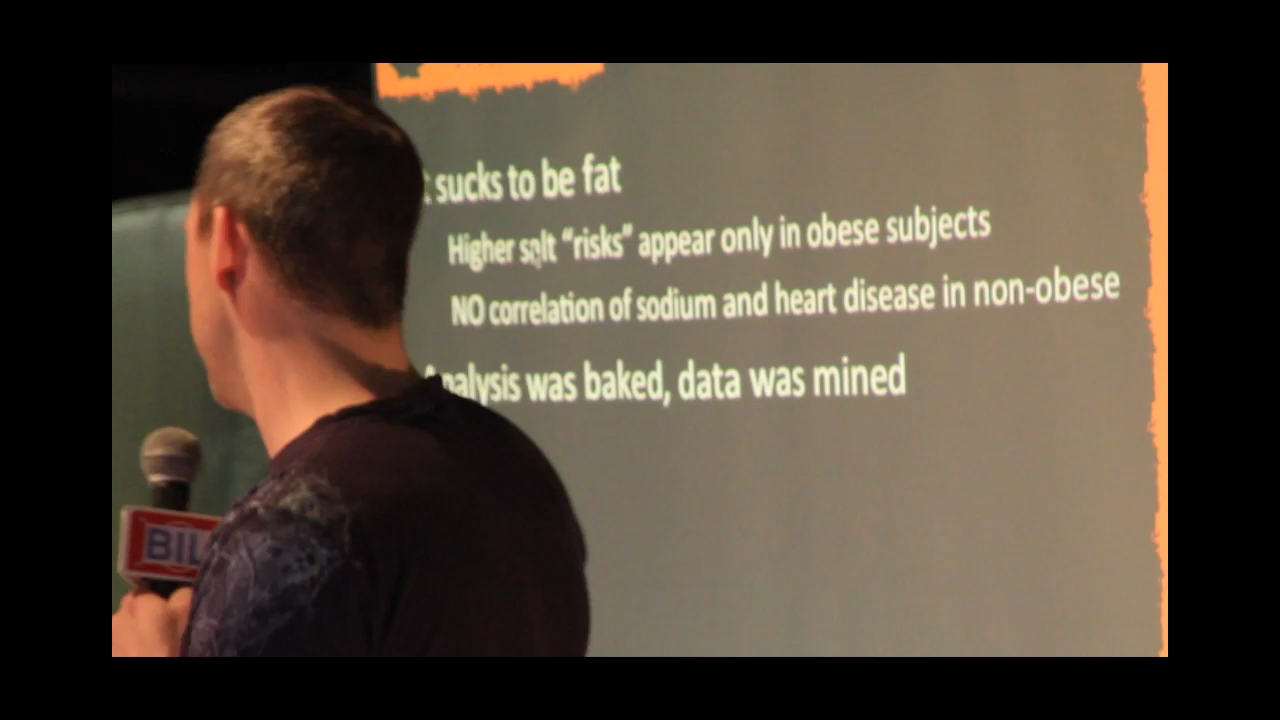 t sucks to be fat
Higher salt “risks” appear only in obese subjects
NO correlation of sodium and heart disease in non-obese
Analysis was baked, data was mined
BIL